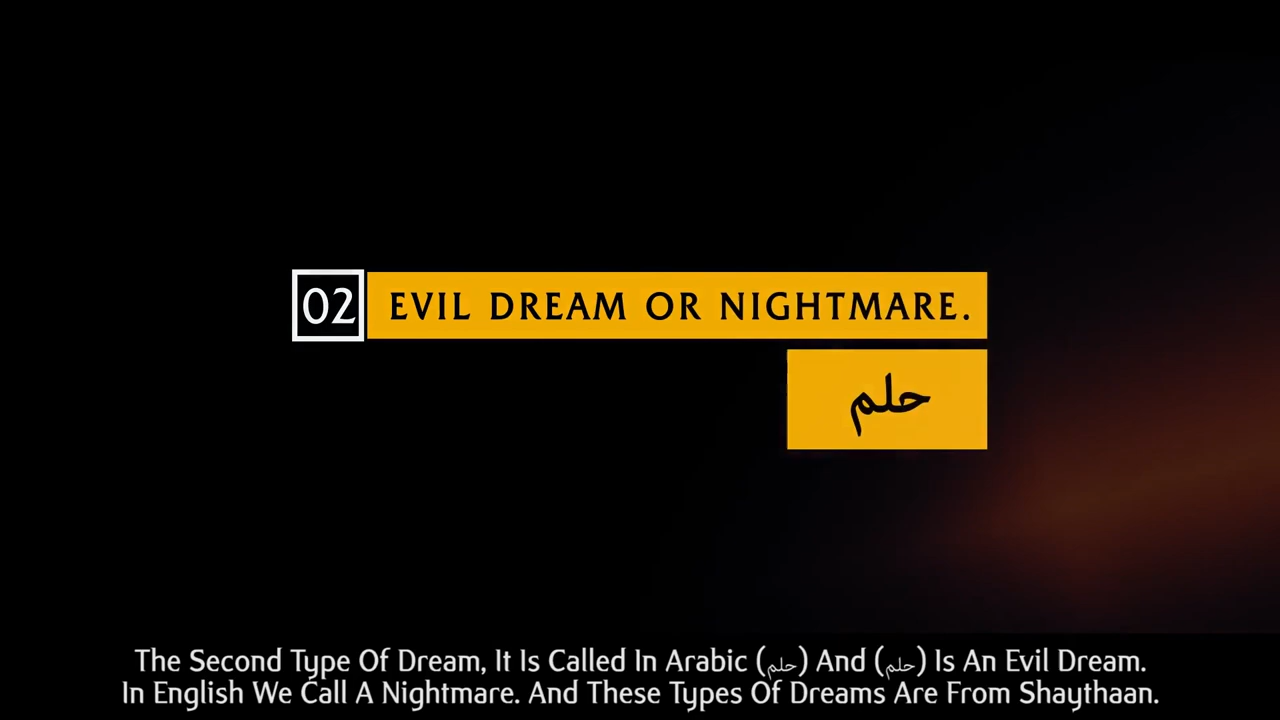 02 EVIL DREAM OR NIGHTMARE.
حلم
The Second Type Of Dream, It Is Called In Arabic (حلم) And (حلم) Is An Evil Dream.
In English We Call A Nightmare. And These Types Of Dreams Are From Shaythaan.